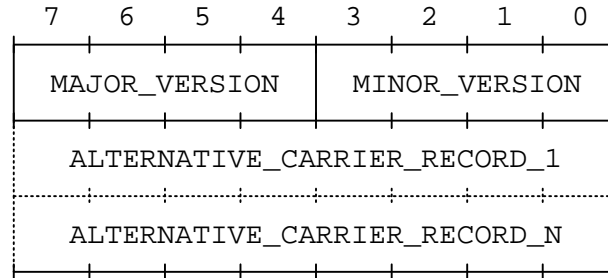 7 6 5 4 3 2 1 0
MAJOR_VERSION MINOR_VERSION
ALTERNATIVE_CARRIER_RECORD_1
ALTERNATIVE_CARRIER_RECORD_N